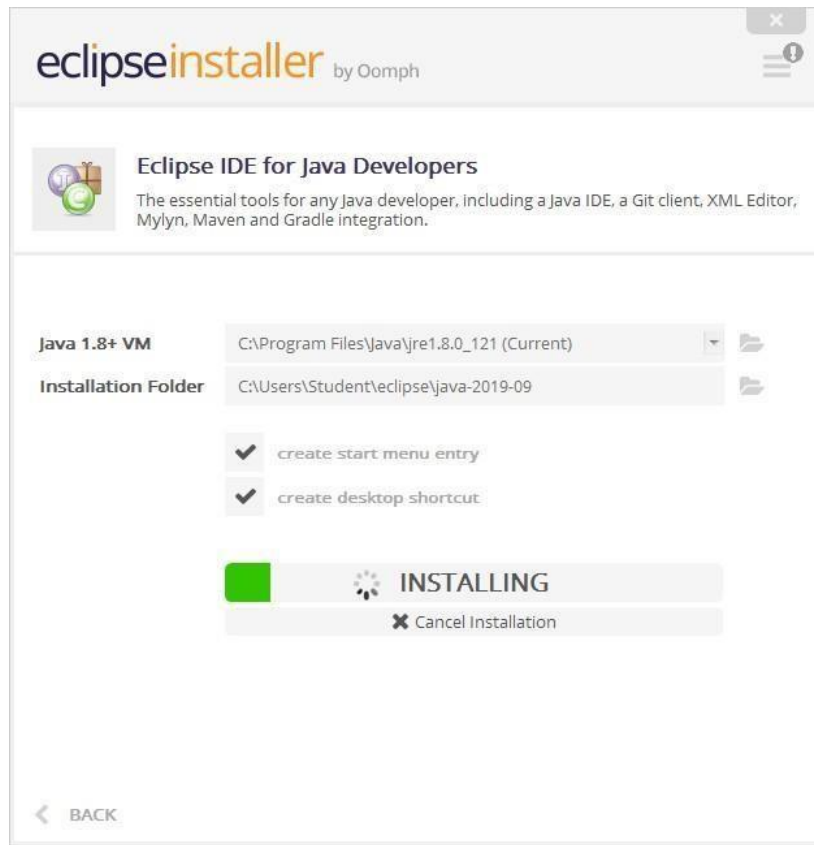 eclipseinstaller by Oomph
Eclipse IDE for Java Developers
The essential tools for any Java developer, including a Java IDE, a Git client, XML Editor,
Mylyn, Maven and Gradle integration.
Java 1.8+ VM C:\Program Files\Java\jre1.8.0_121 (Current)
Installation Folder C:\Users\Student\eclipse\java-2019-09
create start menu entry
create desktop shortcut
INSTALLING
Cancel Installation
BACK